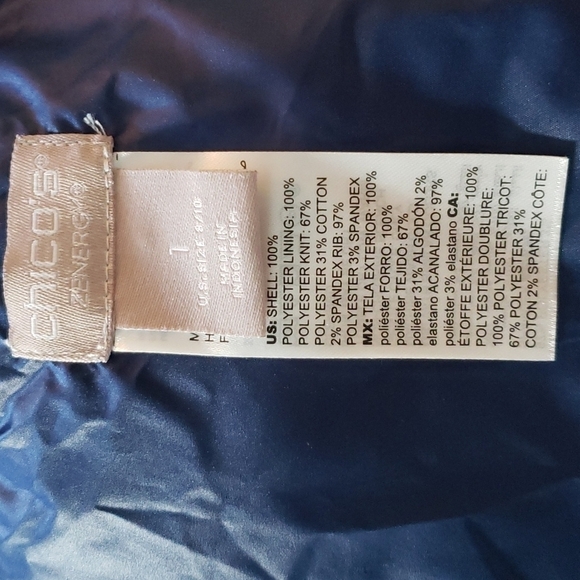 chico's®
ZENERGY®
1
U.S. SIZE 8/10
MADE IN
INDONESIA
M
H
F
US: SHELL: 100%
POLYESTER LINING: 100%
POLYESTER KNIT: 67%
POLYESTER 31% COTTON
2% SPANDEX RIB: 97%
POLYESTER 3% SPANDEX
MX: TELA EXTERIOR: 100%
poliéster FORRO: 100%
poliéster TEJIDO: 67%
poliéster 31% ALGODÓN 2%
elastano ACANALADO: 97%
poliéster 3% elastano CA:
ÉTOFFE EXTÉRIEURE: 100%
POLYESTER DOUBLURE:
100% POLYESTER TRICOT:
67% POLYESTER 31%
COTON 2% SPANDEX CÔTE: